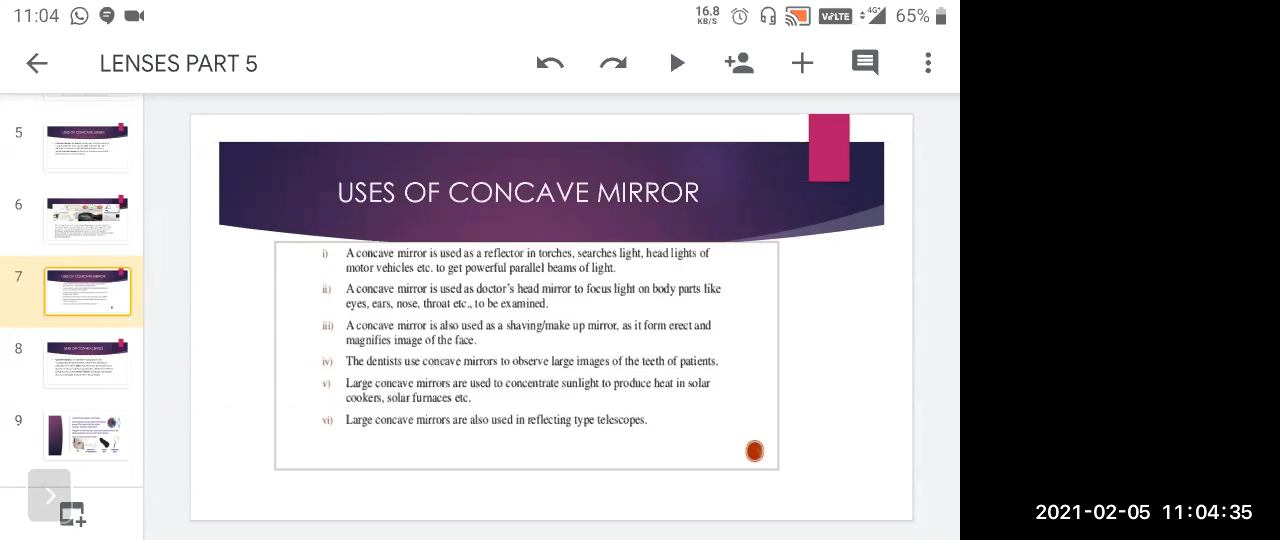 11:04
16.8
KB/S
VoLTE
4G+
65%
LENSES PART 5
5
6
7
8
9
USES OF CONCAVE MIRROR
i) A concave mirror is used as a reflector in torches, searches light, head lights of
motor vehicles etc. to get powerful parallel beams of light.
ii) A concave mirror is used as doctor's head mirror to focus light on body parts like
eyes, ears, nose, throat etc., to be examined.
iii) A concave mirror is also used as a shaving/make up mirror, as it form erect and
magnifies image of the face.
iv) The dentists use concave mirrors to observe large images of the teeth of patients.
v) Large concave mirrors are used to concentrate sunlight to produce heat in solar
cookers, solar furnaces etc.
vi) Large concave mirrors are also used in reflecting type telescopes.
2021-02-05 11:04:35